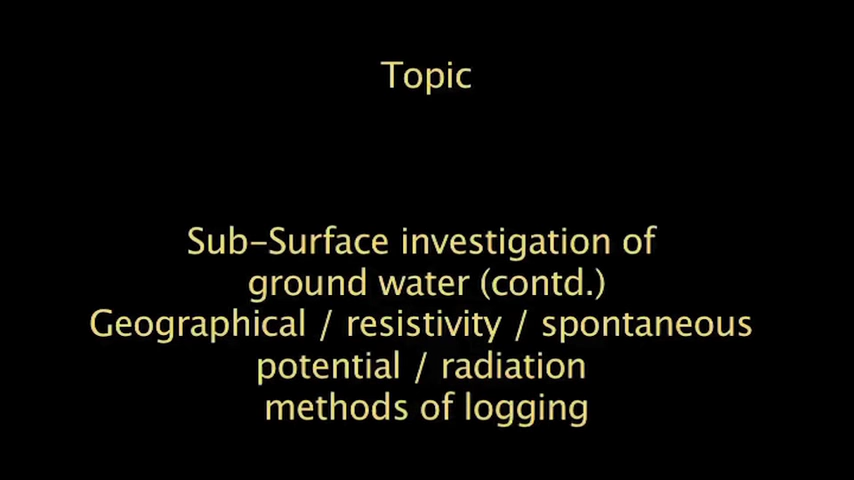 Topic
Sub-Surface investigation of
ground water (contd.)
Geographical / resistivity / spontaneous
potential / radiation
methods of logging